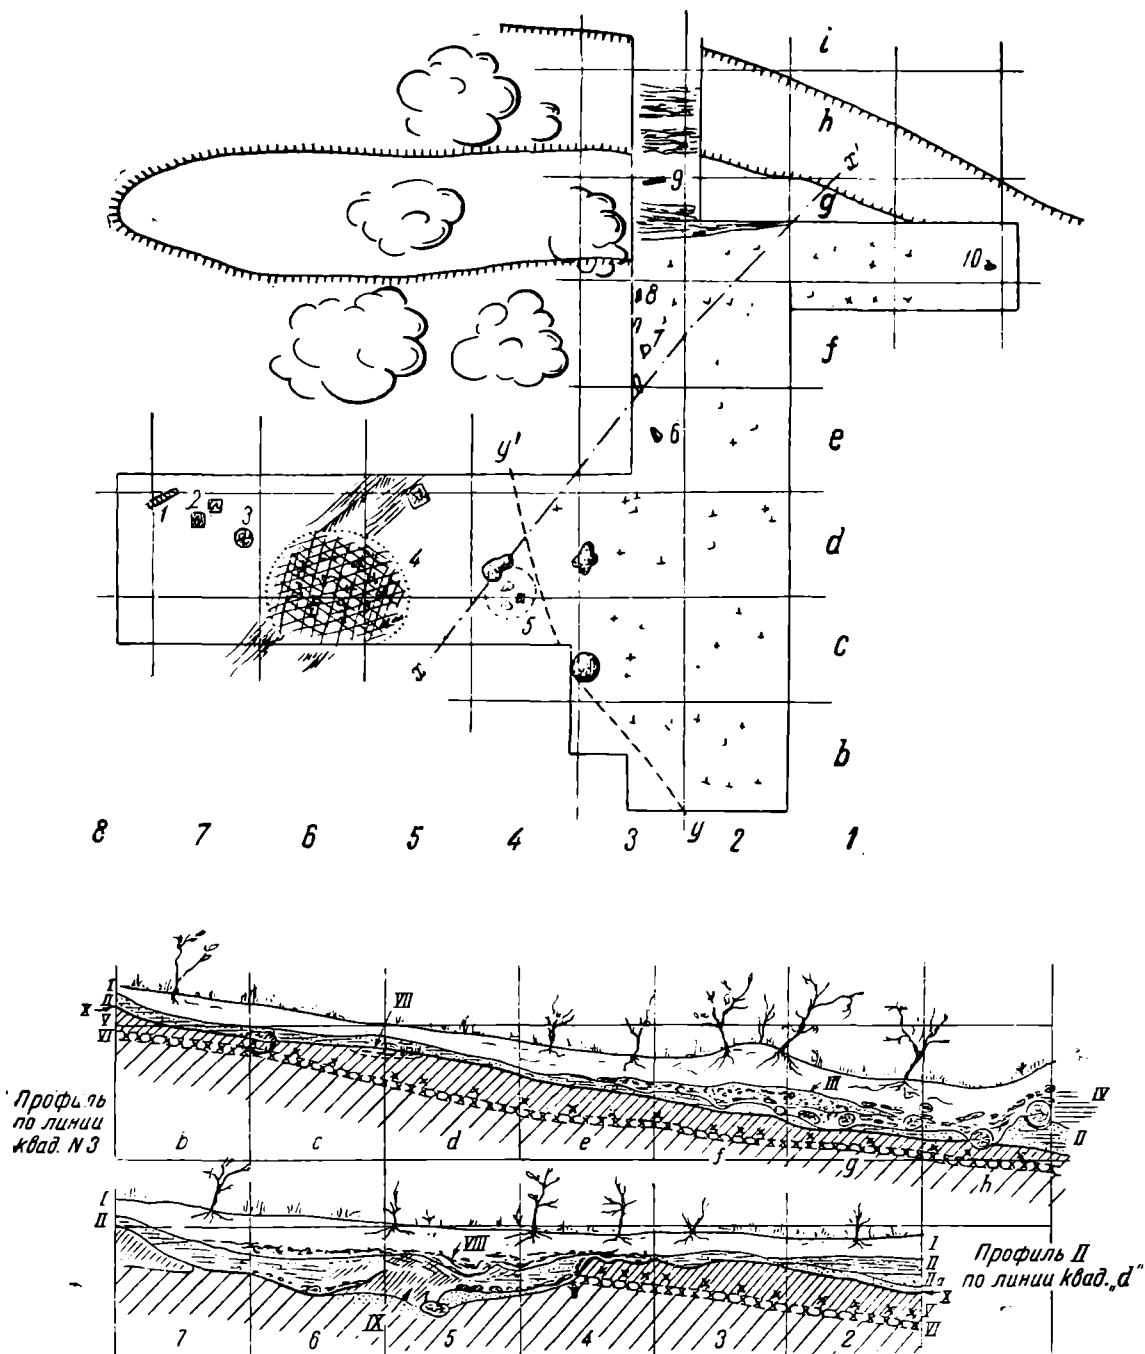 i
h
x'
g
9
10
8
n
7
f
6
e
y'
1
2
3
4
d
5
c
x
b
8 7 6 5 4 3 y 2 1
I
II
X
V
VI
VII
III
IV
II
Профиль
по линии
квад. N 3
b c d e f g h
I
II
VIII
IX
I
II
IIa
X
V
VI
Профиль II
по линии квад. „d"
7 6 5 4 3 2